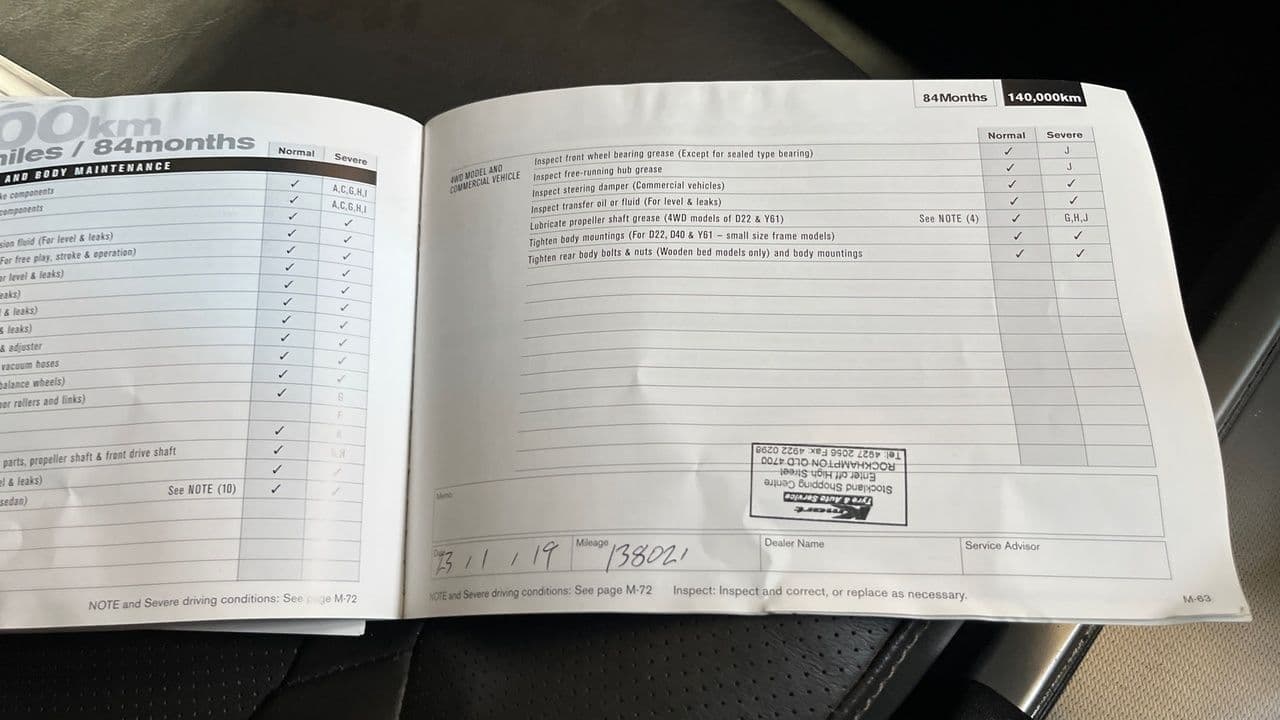 00km
miles / 84months
Normal Severe
AND BODY MAINTENANCE
ke components ✓ A,C,G,H,I
components ✓ A,C,G,H,I
✓ ✓
sion fluid (For level & leaks) ✓ ✓
For free play, stroke & operation) ✓ ✓
or level & leaks) ✓ ✓
eaks) ✓ ✓
l & leaks) ✓ ✓
& leaks) ✓ ✓
& adjuster ✓ ✓
vacuum hoses ✓ ✓
balance wheels) ✓ ✓
oor rollers and links) ✓ G
F
✓
parts, propeller shaft & front drive shaft ✓
el & leaks) ✓ ✓
sedan) See NOTE (10) ✓ ✓
NOTE and Severe driving conditions: See page M-72
84Months 140,000km
Normal Severe
4WD MODEL AND
COMMERCIAL VEHICLE
Inspect front wheel bearing grease (Except for sealed type bearing) ✓ J
Inspect free-running hub grease ✓ J
Inspect steering damper (Commercial vehicles) ✓ ✓
Inspect transfer oil or fluid (For level & leaks) ✓ ✓
Lubricate propeller shaft grease (4WD models of D22 & Y61) See NOTE (4) ✓ G,H,J
Tighten body mountings (For D22, D40 & Y61 – small size frame models) ✓ ✓
Tighten rear body bolts & nuts (Wooden bed models only) and body mountings ✓ ✓
Memo
Kmart
Tyre & Auto Service
Stockland Shopping Centre
Enter off High Street
ROCKHAMPTON QLD 4700
Tel: 4927 2056 Fax: 4922 0298
Date 23 / 1 / 19 Mileage 138021 Dealer Name Service Advisor
NOTE and Severe driving conditions: See page M-72 Inspect: Inspect and correct, or replace as necessary.
M-63